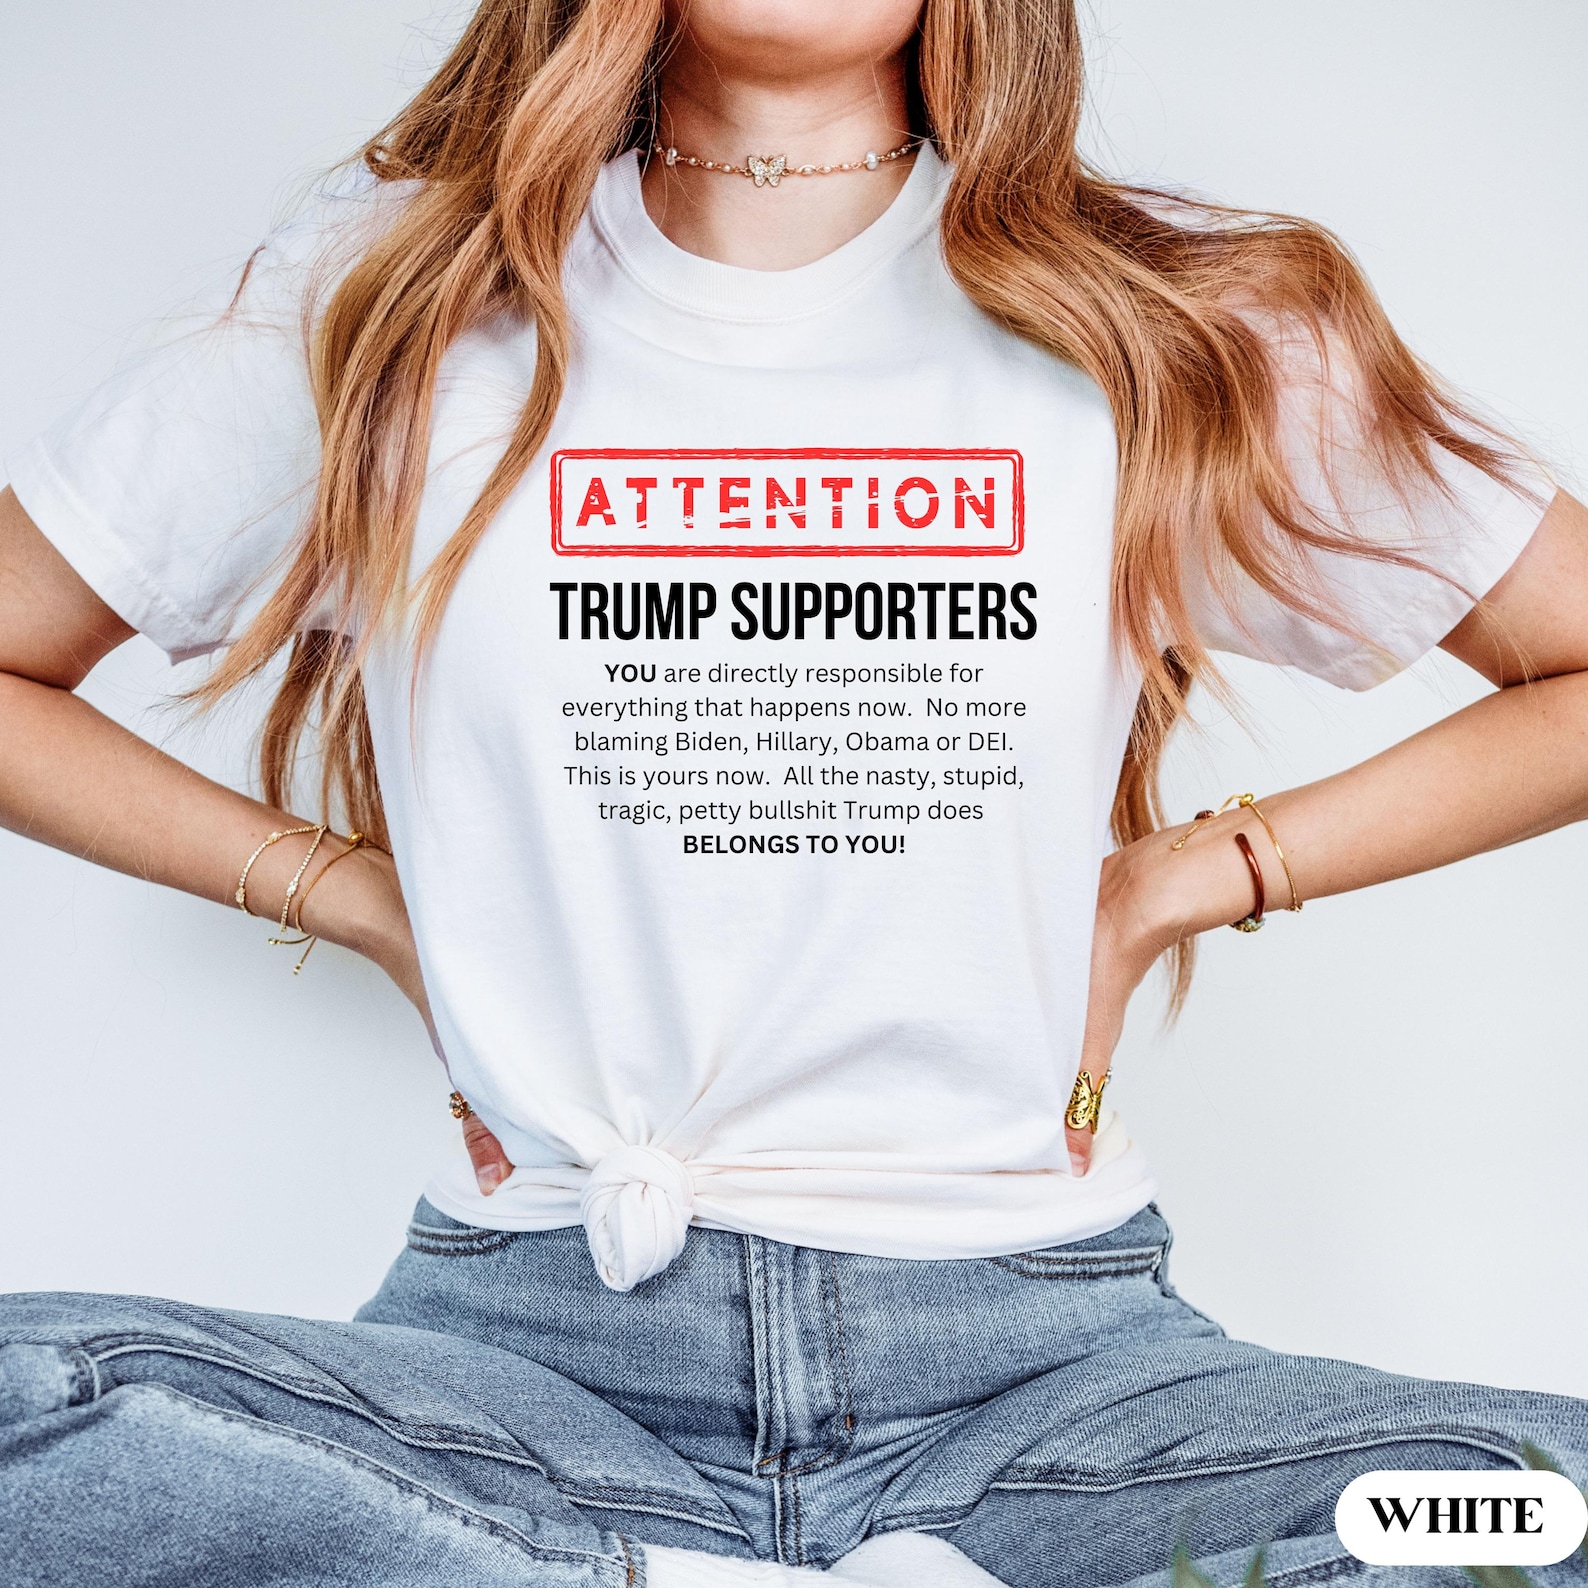 ATTENTION
TRUMP SUPPORTERS
YOU are directly responsible for
everything that happens now.  No more
blaming Biden, Hillary, Obama or DEI.
This is yours now.  All the nasty, stupid,
tragic, petty bullshit Trump does
BELONGS TO YOU!
WHITE